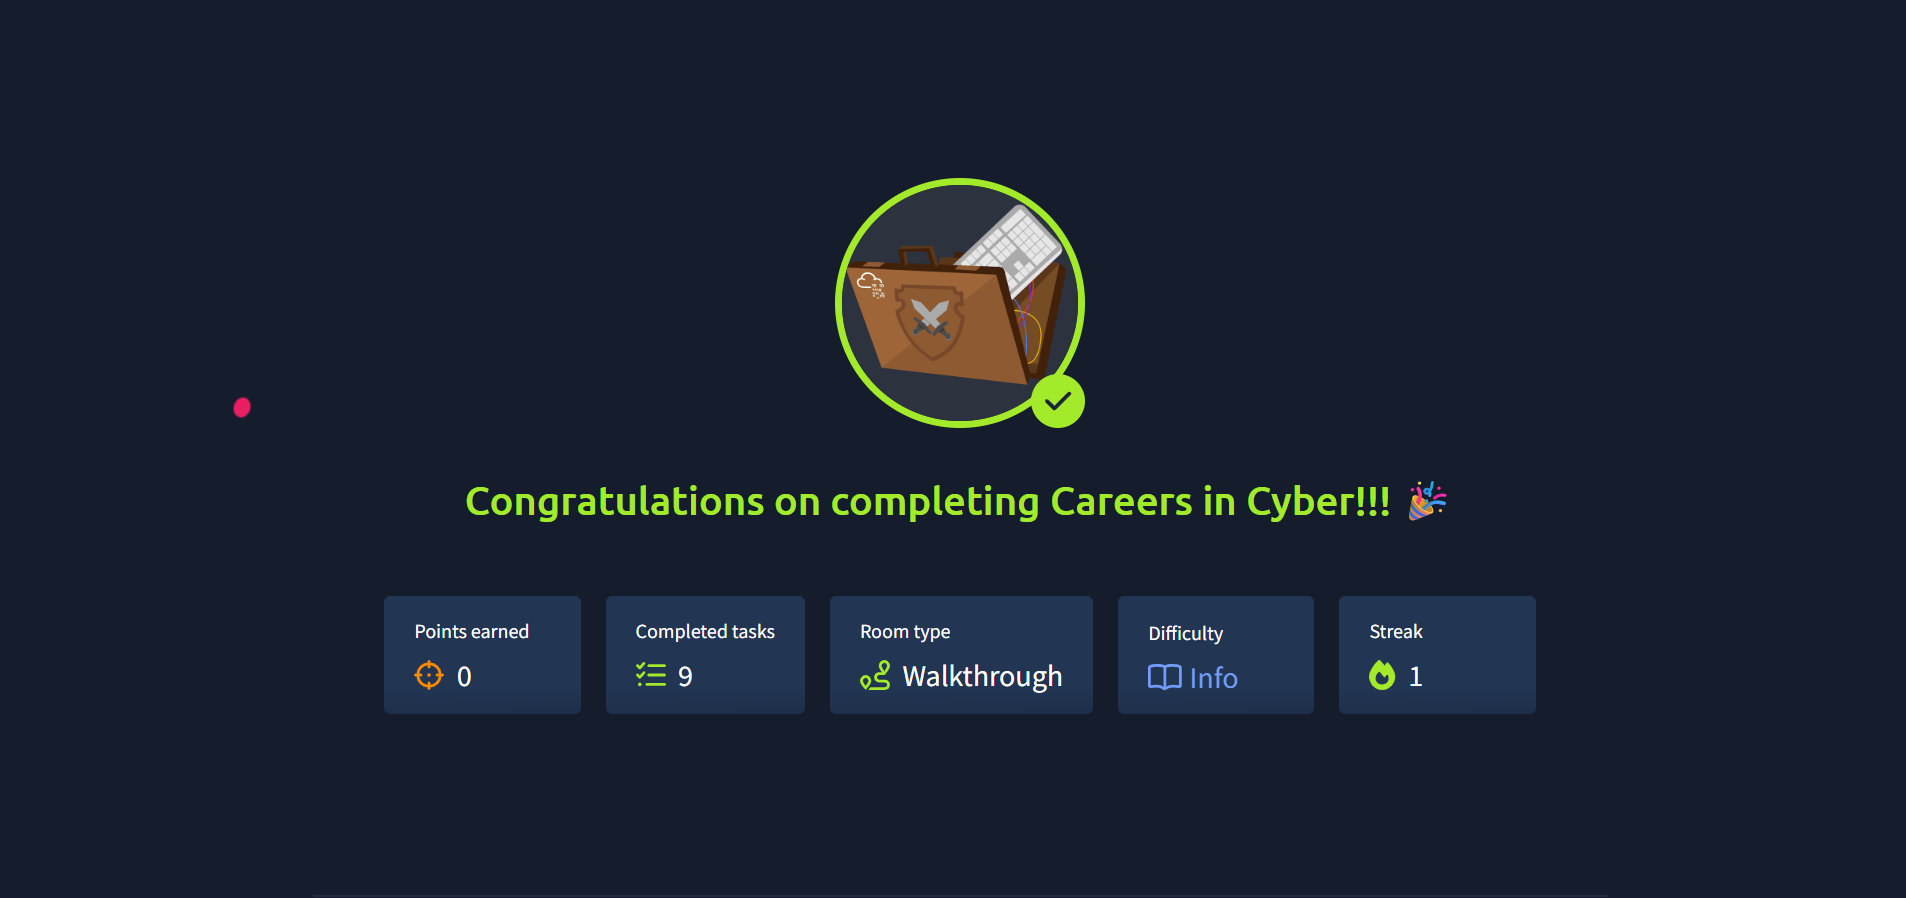 Congratulations on completing Careers in Cyber!!! 🎉
Points earned
0
Completed tasks
9
Room type
Walkthrough
Difficulty
Info
Streak
1